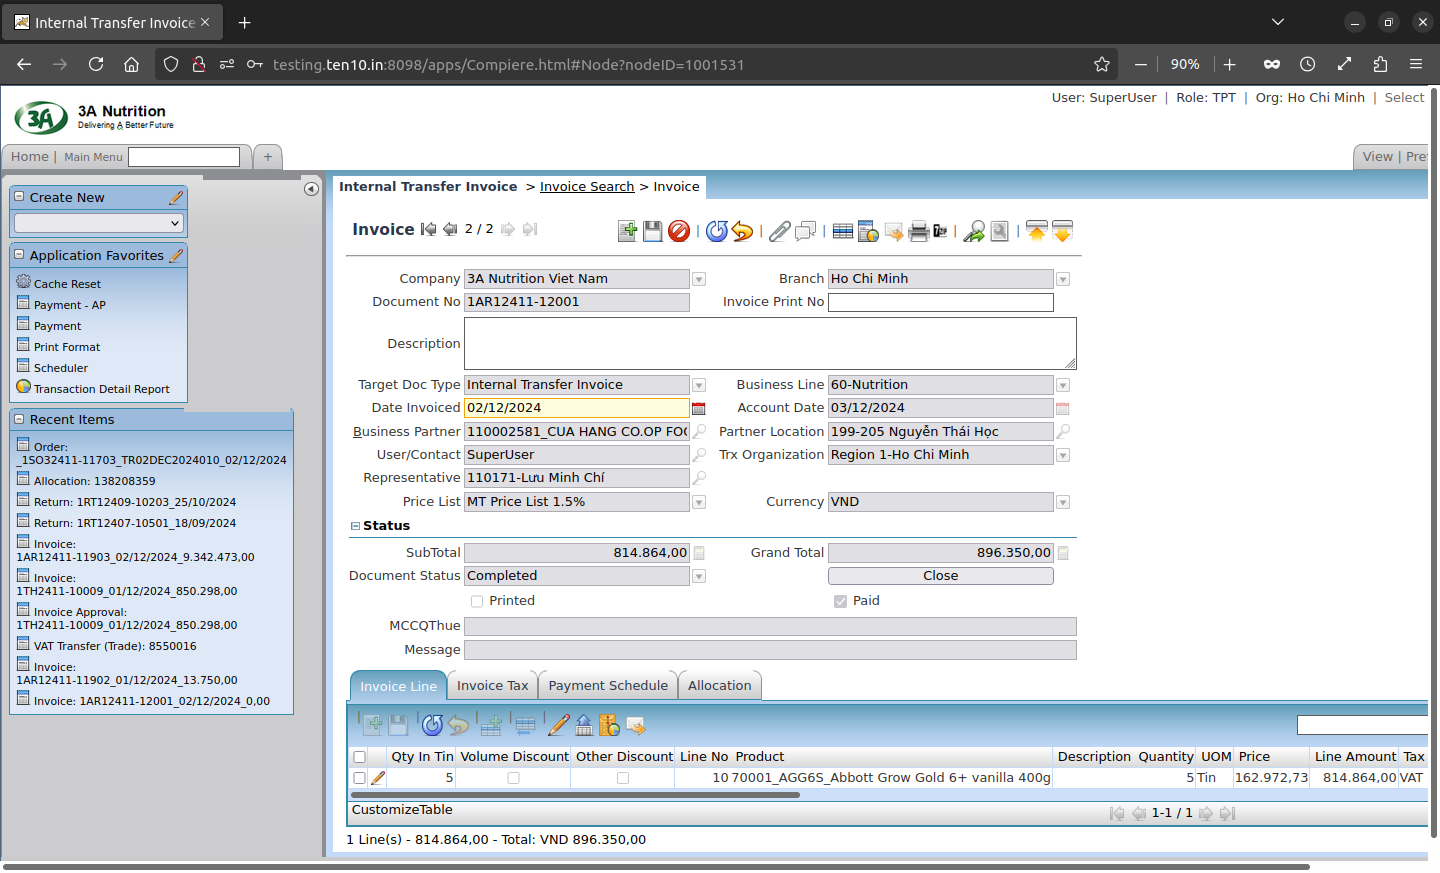 Internal Transfer Invoice
testing.ten10.in:8098/apps/Compiere.html#Node?nodeID=1001531
90%
3A
3A Nutrition
Delivering A Better Future
User: SuperUser | Role: TPT | Org: Ho Chi Minh | Select
Home | Main Menu
+
View | Pre
Create New
Application Favorites
Cache Reset
Payment - AP
Payment
Print Format
Scheduler
Transaction Detail Report
Recent Items
Order:
_1SO32411-11703_TR02DEC2024010_02/12/2024
Allocation: 138208359
Return: 1RT12409-10203_25/10/2024
Return: 1RT12407-10501_18/09/2024
Invoice:
1AR12411-11903_02/12/2024_9.342.473,00
Invoice:
1TH2411-10009_01/12/2024_850.298,00
Invoice Approval:
1TH2411-10009_01/12/2024_850.298,00
VAT Transfer (Trade): 8550016
Invoice:
1AR12411-11902_01/12/2024_13.750,00
Invoice: 1AR12411-12001_02/12/2024_0,00
Internal Transfer Invoice > Invoice Search > Invoice
Invoice 2 / 2
Company 3A Nutrition Viet Nam Branch Ho Chi Minh
Document No 1AR12411-12001 Invoice Print No
Description
Target Doc Type Internal Transfer Invoice Business Line 60-Nutrition
Date Invoiced 02/12/2024 Account Date 03/12/2024
Business Partner 110002581_CUA HANG CO.OP FOO Partner Location 199-205 Nguyễn Thái Học
User/Contact SuperUser Trx Organization Region 1-Ho Chi Minh
Representative 110171-Lưu Minh Chí
Price List MT Price List 1.5% Currency VND
Status
SubTotal 814.864,00 Grand Total 896.350,00
Document Status Completed Close
Printed Paid
MCCQThue
Message
Invoice Line Invoice Tax Payment Schedule Allocation
Qty In Tin Volume Discount Other Discount Line No Product Description Quantity UOM Price Line Amount Tax
5 10 70001_AGG6S_Abbott Grow Gold 6+ vanilla 400g 5 Tin 162.972,73 814.864,00 VAT
CustomizeTable 1-1 / 1
1 Line(s) - 814.864,00 - Total: VND 896.350,00